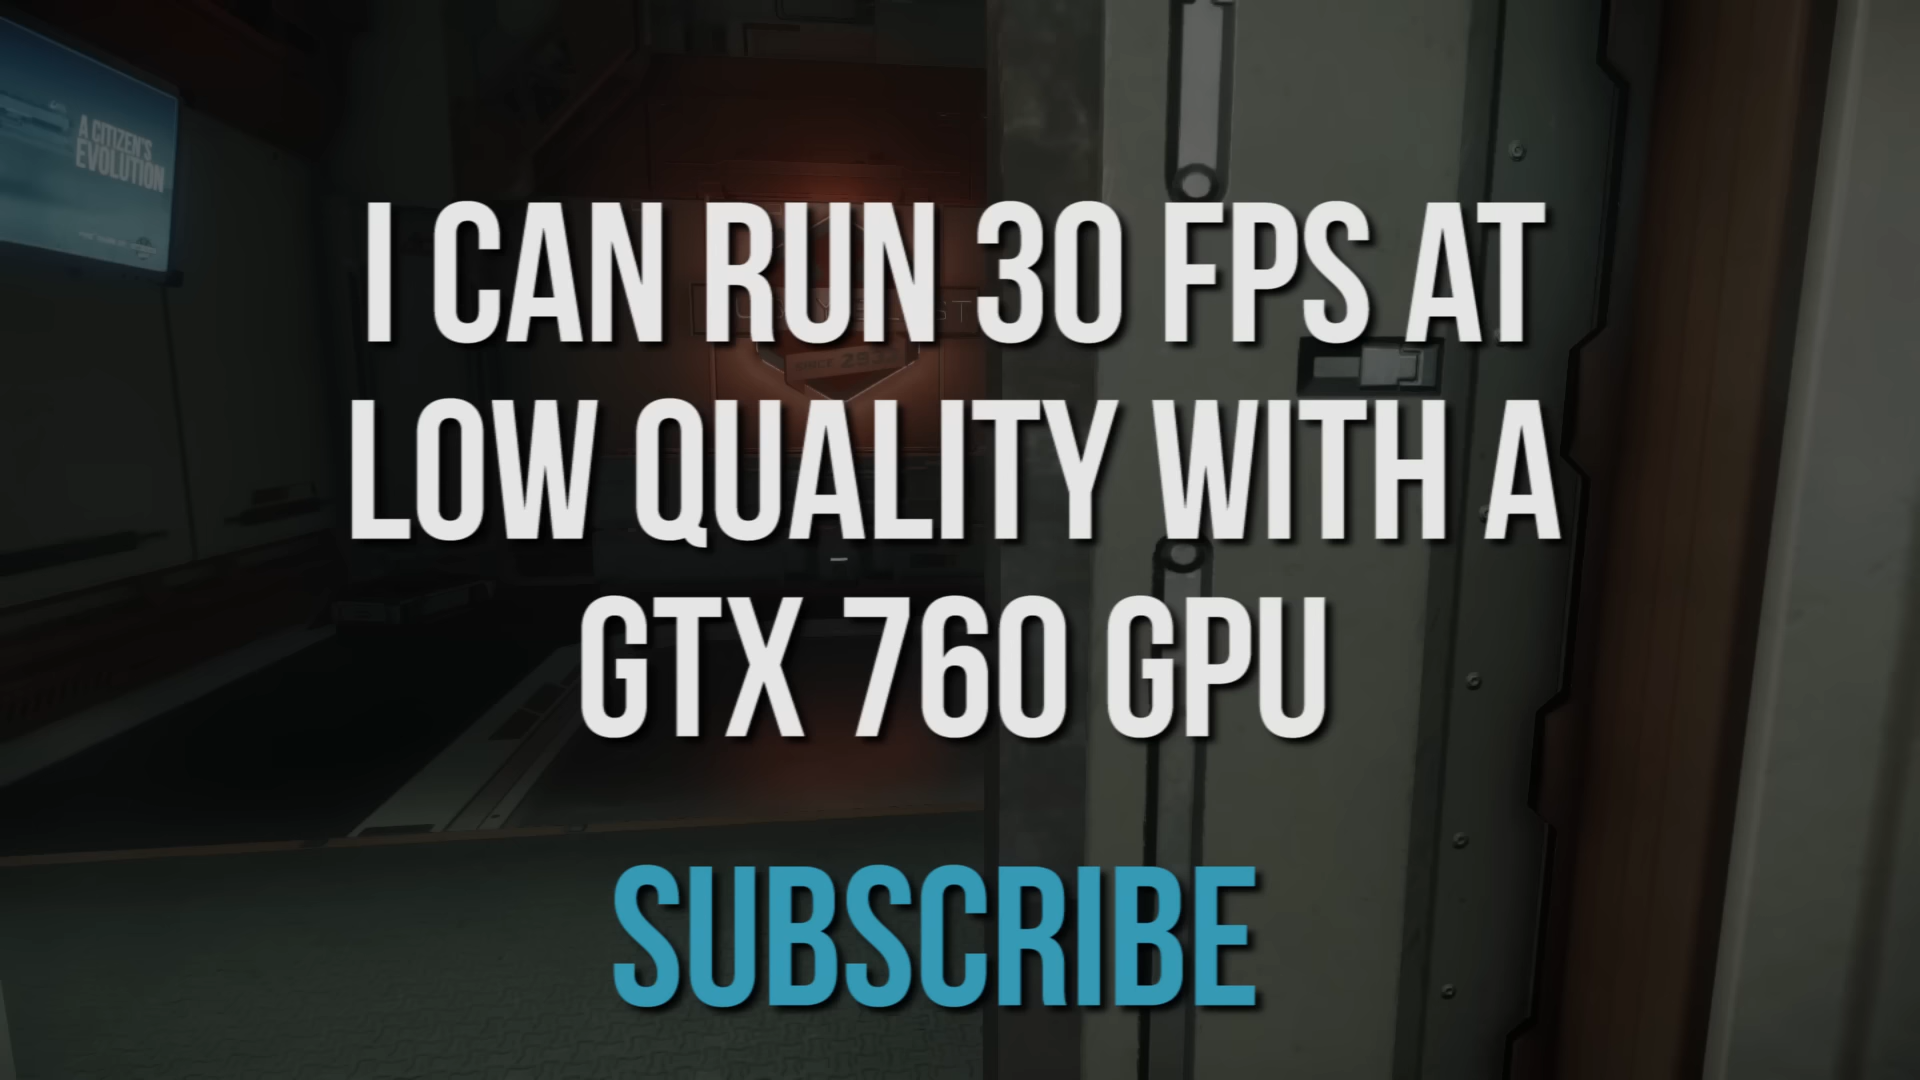 A CITIZEN'S
EVOLUTION
I CAN RUN 30 FPS AT
LOW QUALITY WITH A
GTX 760 GPU
SUBSCRIBE